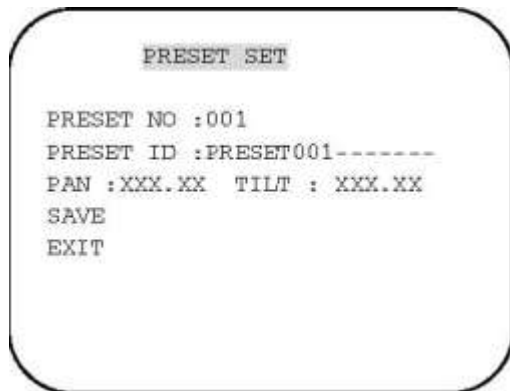 PRESET SET
PRESET NO :001
PRESET ID :PRESET001-------
PAN :XXX.XX TILT : XXX.XX
SAVE
EXIT